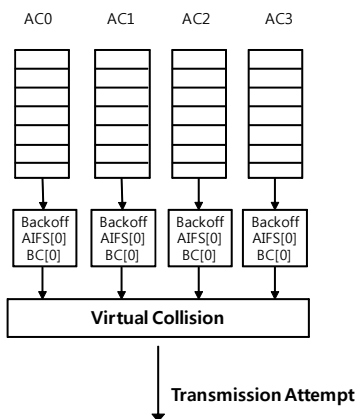 AC0 AC1 AC2 AC3
Backoff Backoff Backoff Backoff
AIFS[0] AIFS[0] AIFS[0] AIFS[0]
BC[0] BC[0] BC[0] BC[0]
Virtual Collision
Transmission Attempt